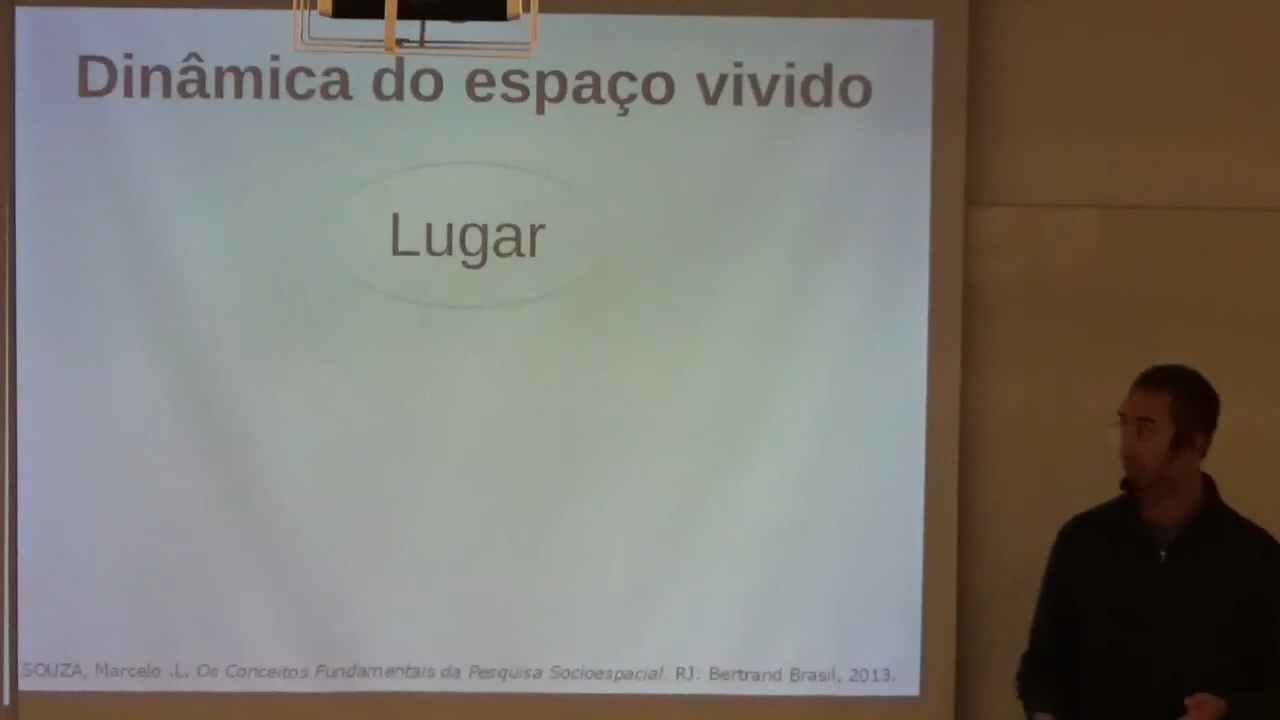 Dinâmica do espaço vivido
Lugar
SOUZA, Marcelo .L. Os Conceitos Fundamentais da Pesquisa Socioespacial. RJ: Bertrand Brasil, 2013.